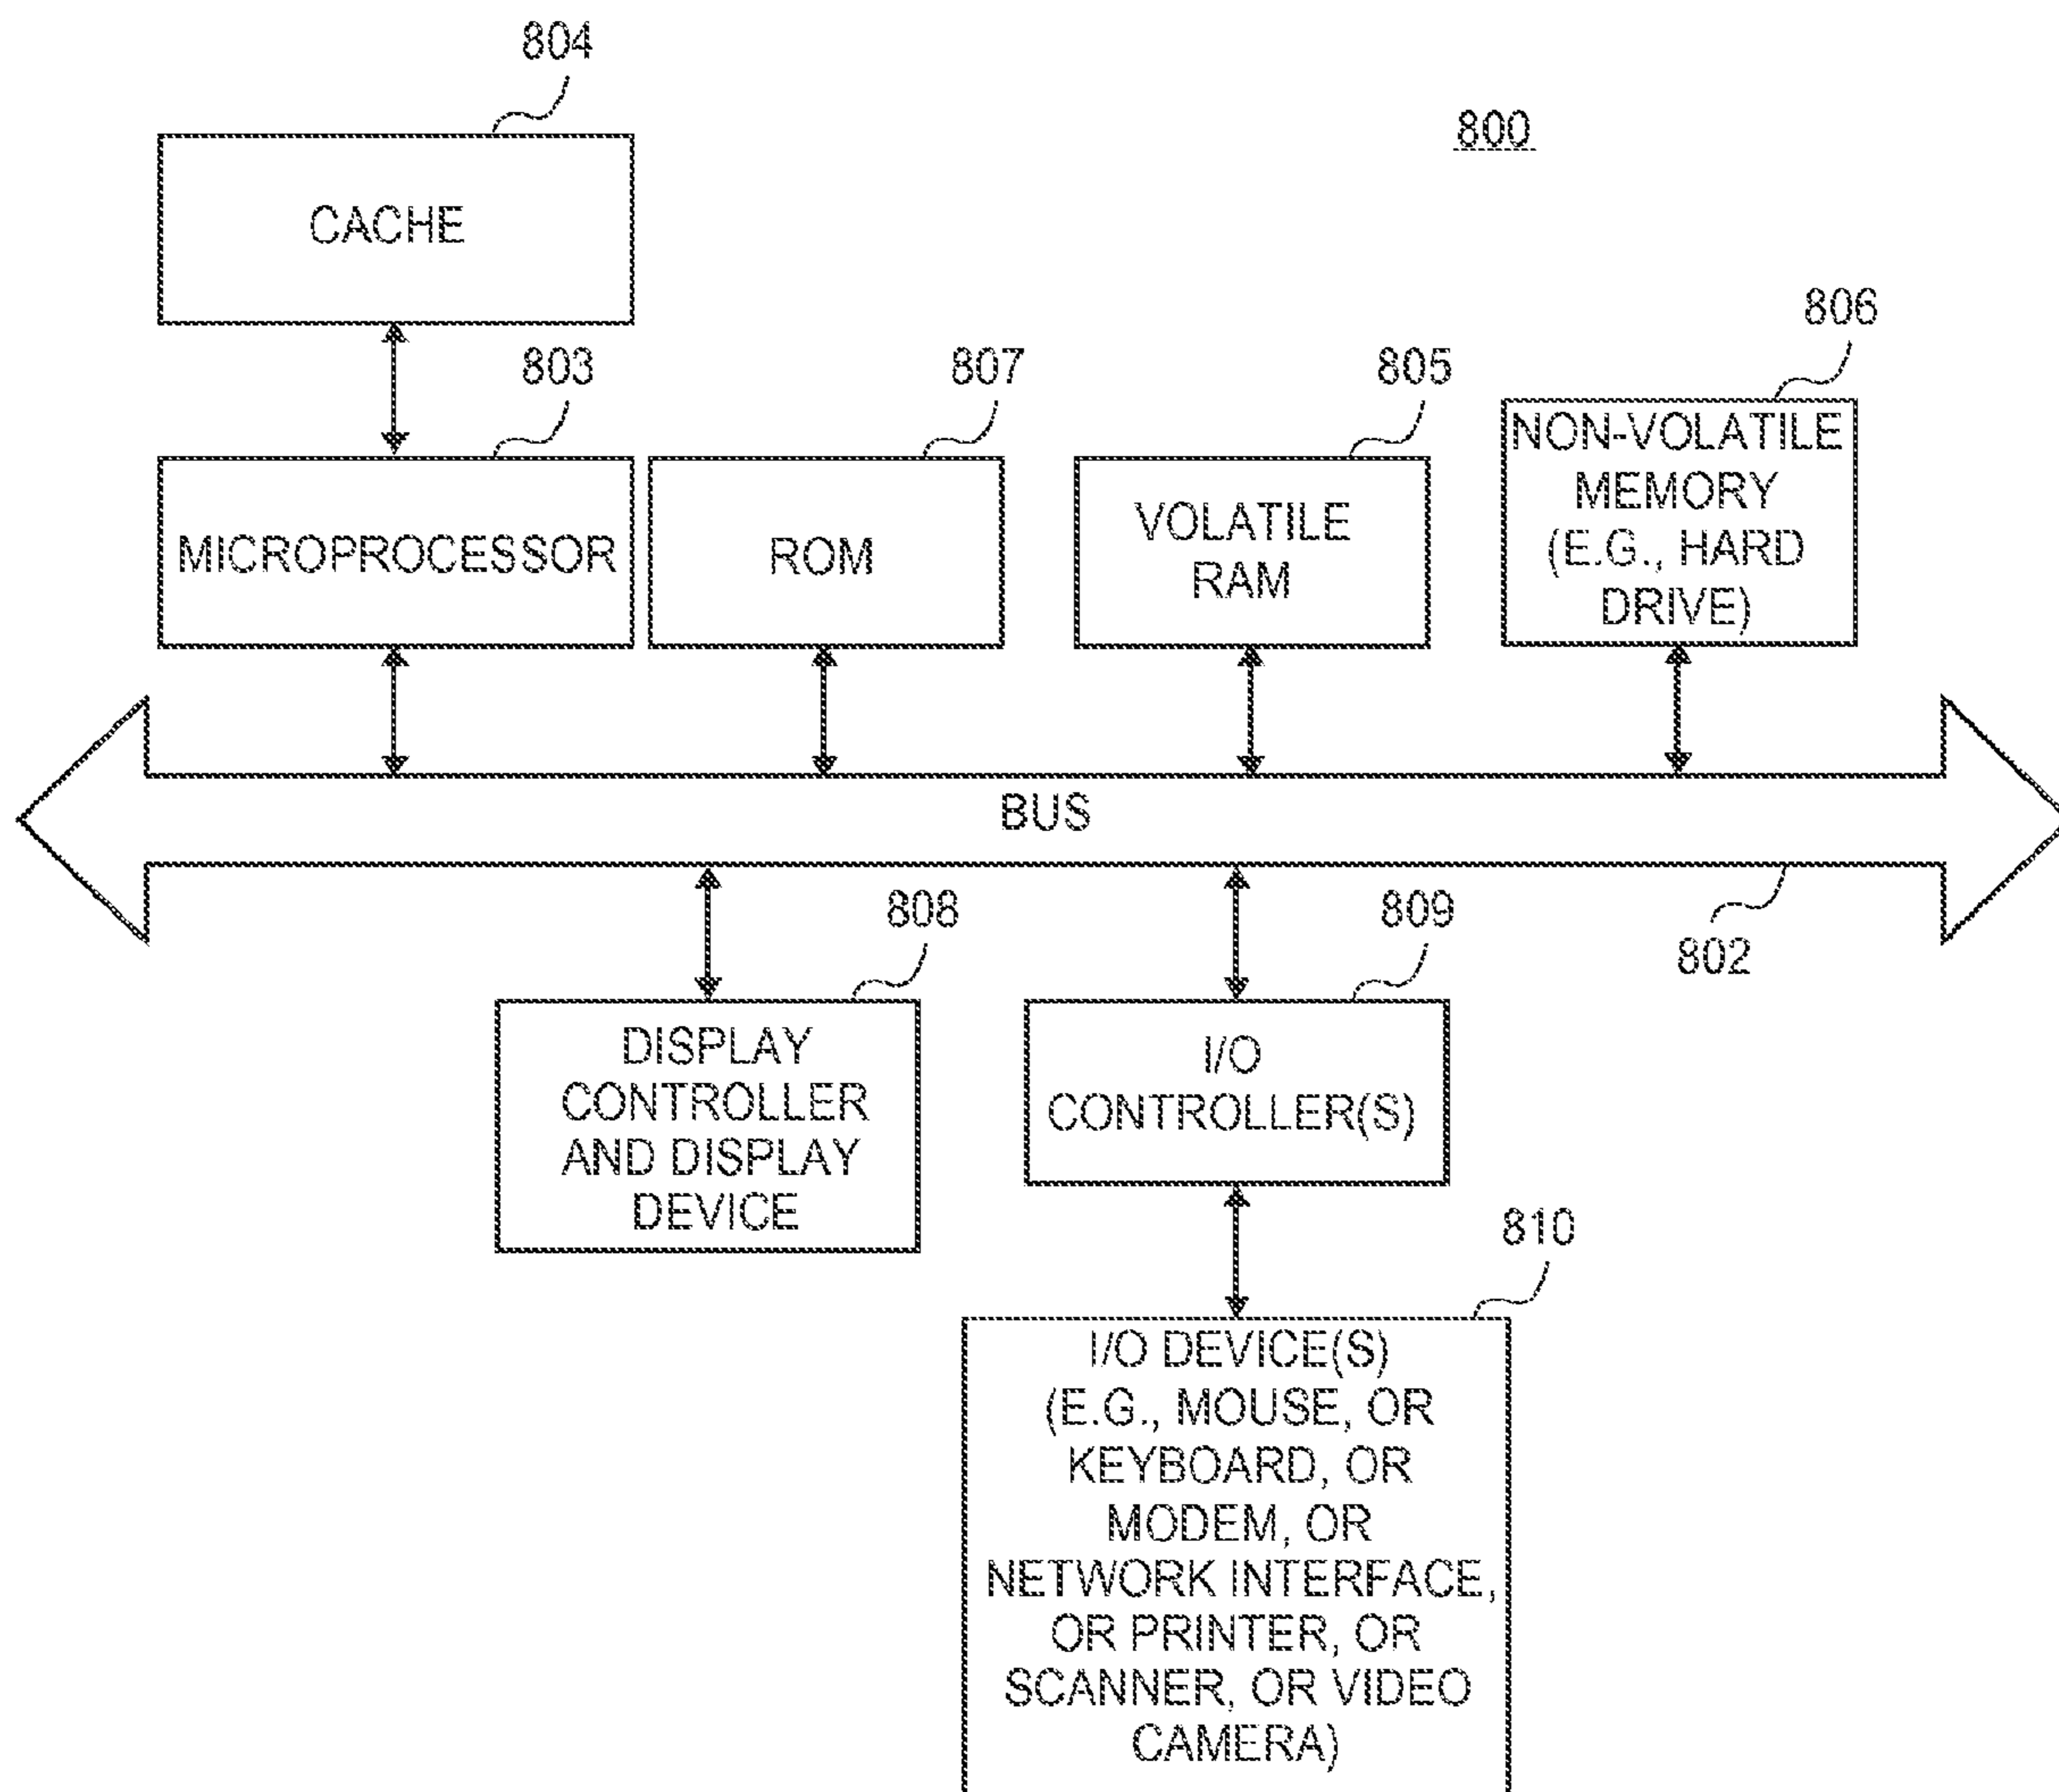 804
800
CACHE
806
803
807
805
NON-VOLATILE
MEMORY
(E.G., HARD
DRIVE)
MICROPROCESSOR
ROM
VOLATILE
RAM
BUS
808
809
802
DISPLAY
CONTROLLER
AND DISPLAY
DEVICE
I/O
CONTROLLER(S)
810
I/O DEVICE(S)
(E.G., MOUSE, OR
KEYBOARD, OR
MODEM, OR
NETWORK INTERFACE,
OR PRINTER, OR
SCANNER, OR VIDEO
CAMERA)